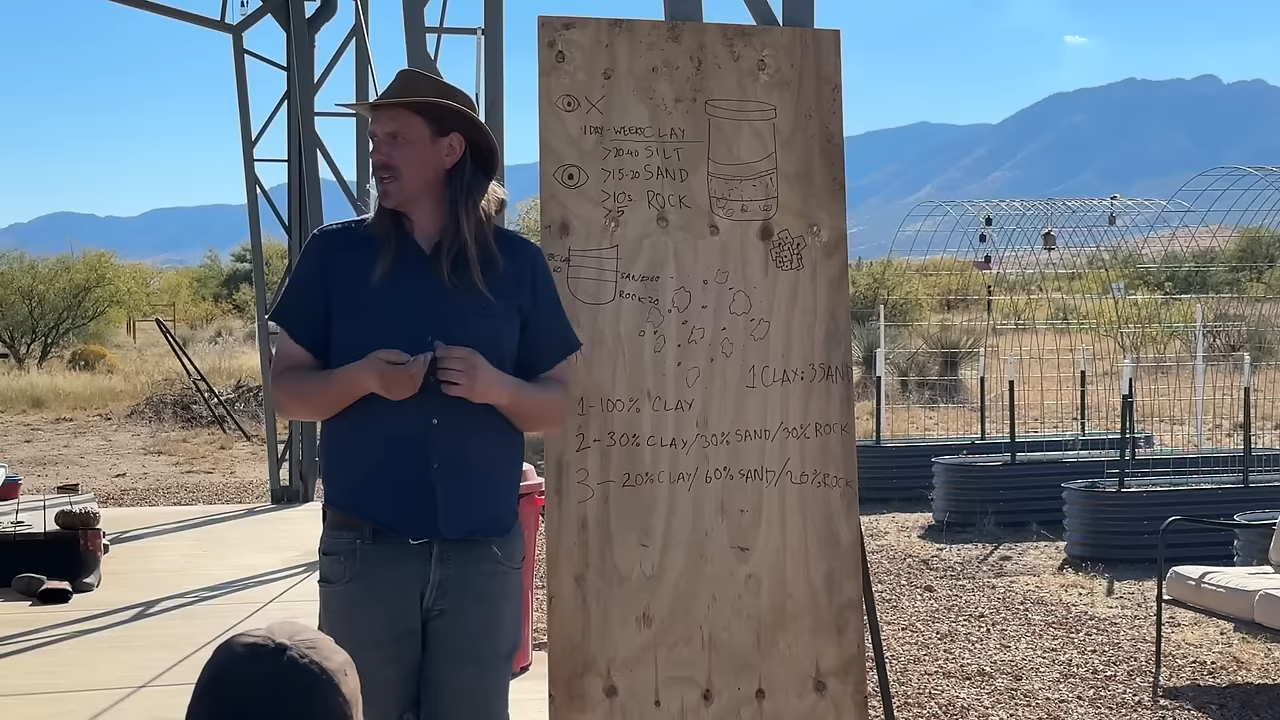 X
1 DAY-WEEKS CLAY
>20-40 SILT
>15-20 SAND
>10s ROCK
>5
60
SAND
ROCK 20
1 CLAY:3 SAND
1-100% CLAY
2-30% CLAY/30% SAND/30% ROCK
3-20% CLAY/60% SAND/20% ROCK